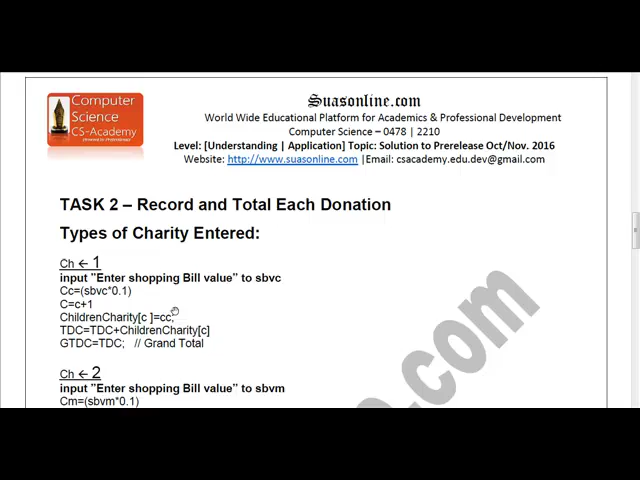 Computer
Science
CS-Academy
Suasonline.com
World Wide Educational Platform for Academics & Professional Development
Computer Science – 0478 | 2210
Level: [Understanding | Application] Topic: Solution to Prerelease Oct/Nov. 2016
Website: http://www.suasonline.com |Email: csacademy.edu.dev@gmail.com
TASK 2 – Record and Total Each Donation
Types of Charity Entered:
Ch ← 1
input "Enter shopping Bill value" to sbvc
Cc=(sbvc*0.1)
C=c+1
ChildrenCharity[c ]=cc;
TDC=TDC+ChildrenCharity[c]
GTDC=TDC; // Grand Total
Ch ← 2
input "Enter shopping Bill value" to sbvm
Cm=(sbvm*0.1)